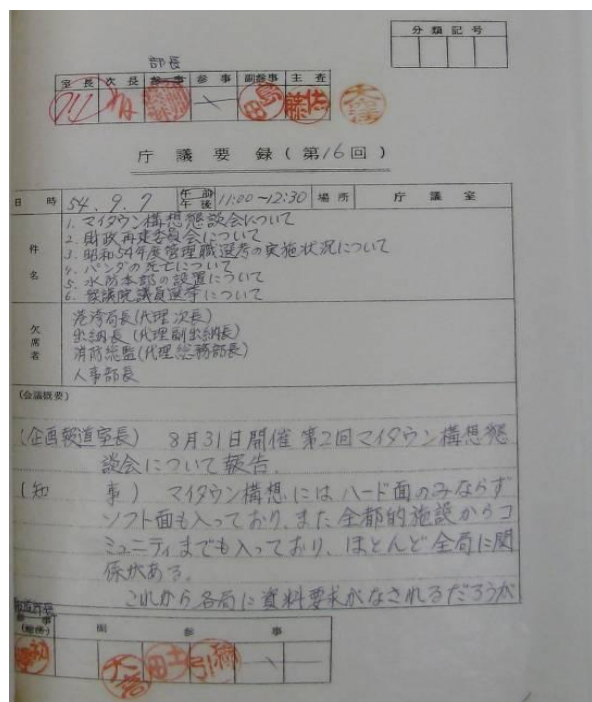 分類記号
部長
室長 次長 参事 参事 副参事 主査
庁議要録(第16回)
日時 54.9.7 午前 午後 11:00~12:30 場所 庁議室
件名
1. マイタウン構想懇談会について
2. 財政再建委員会について
3. 昭和54年度管理職選考の実施状況について
4. パンダの死亡について
5. 水防本部の設置について
6. 衆議院議員選挙について
欠席者
港湾局長(代理次長)
出納長(代理副出納長)
消防総監(代理総務部長)
人事部長
(会議概要)
(企画報道室長) 8月31日開催 第2回マイタウン構想懇
談会について報告.
(知事) マイタウン構想にはハード面のみならず
ソフト面も入っており、また全都的施設からコ
ミュニティまでも入っており、ほとんど全局に関
係がある。
これから各局に資料要求がなされるだろうが
参事
(総務)
副参事